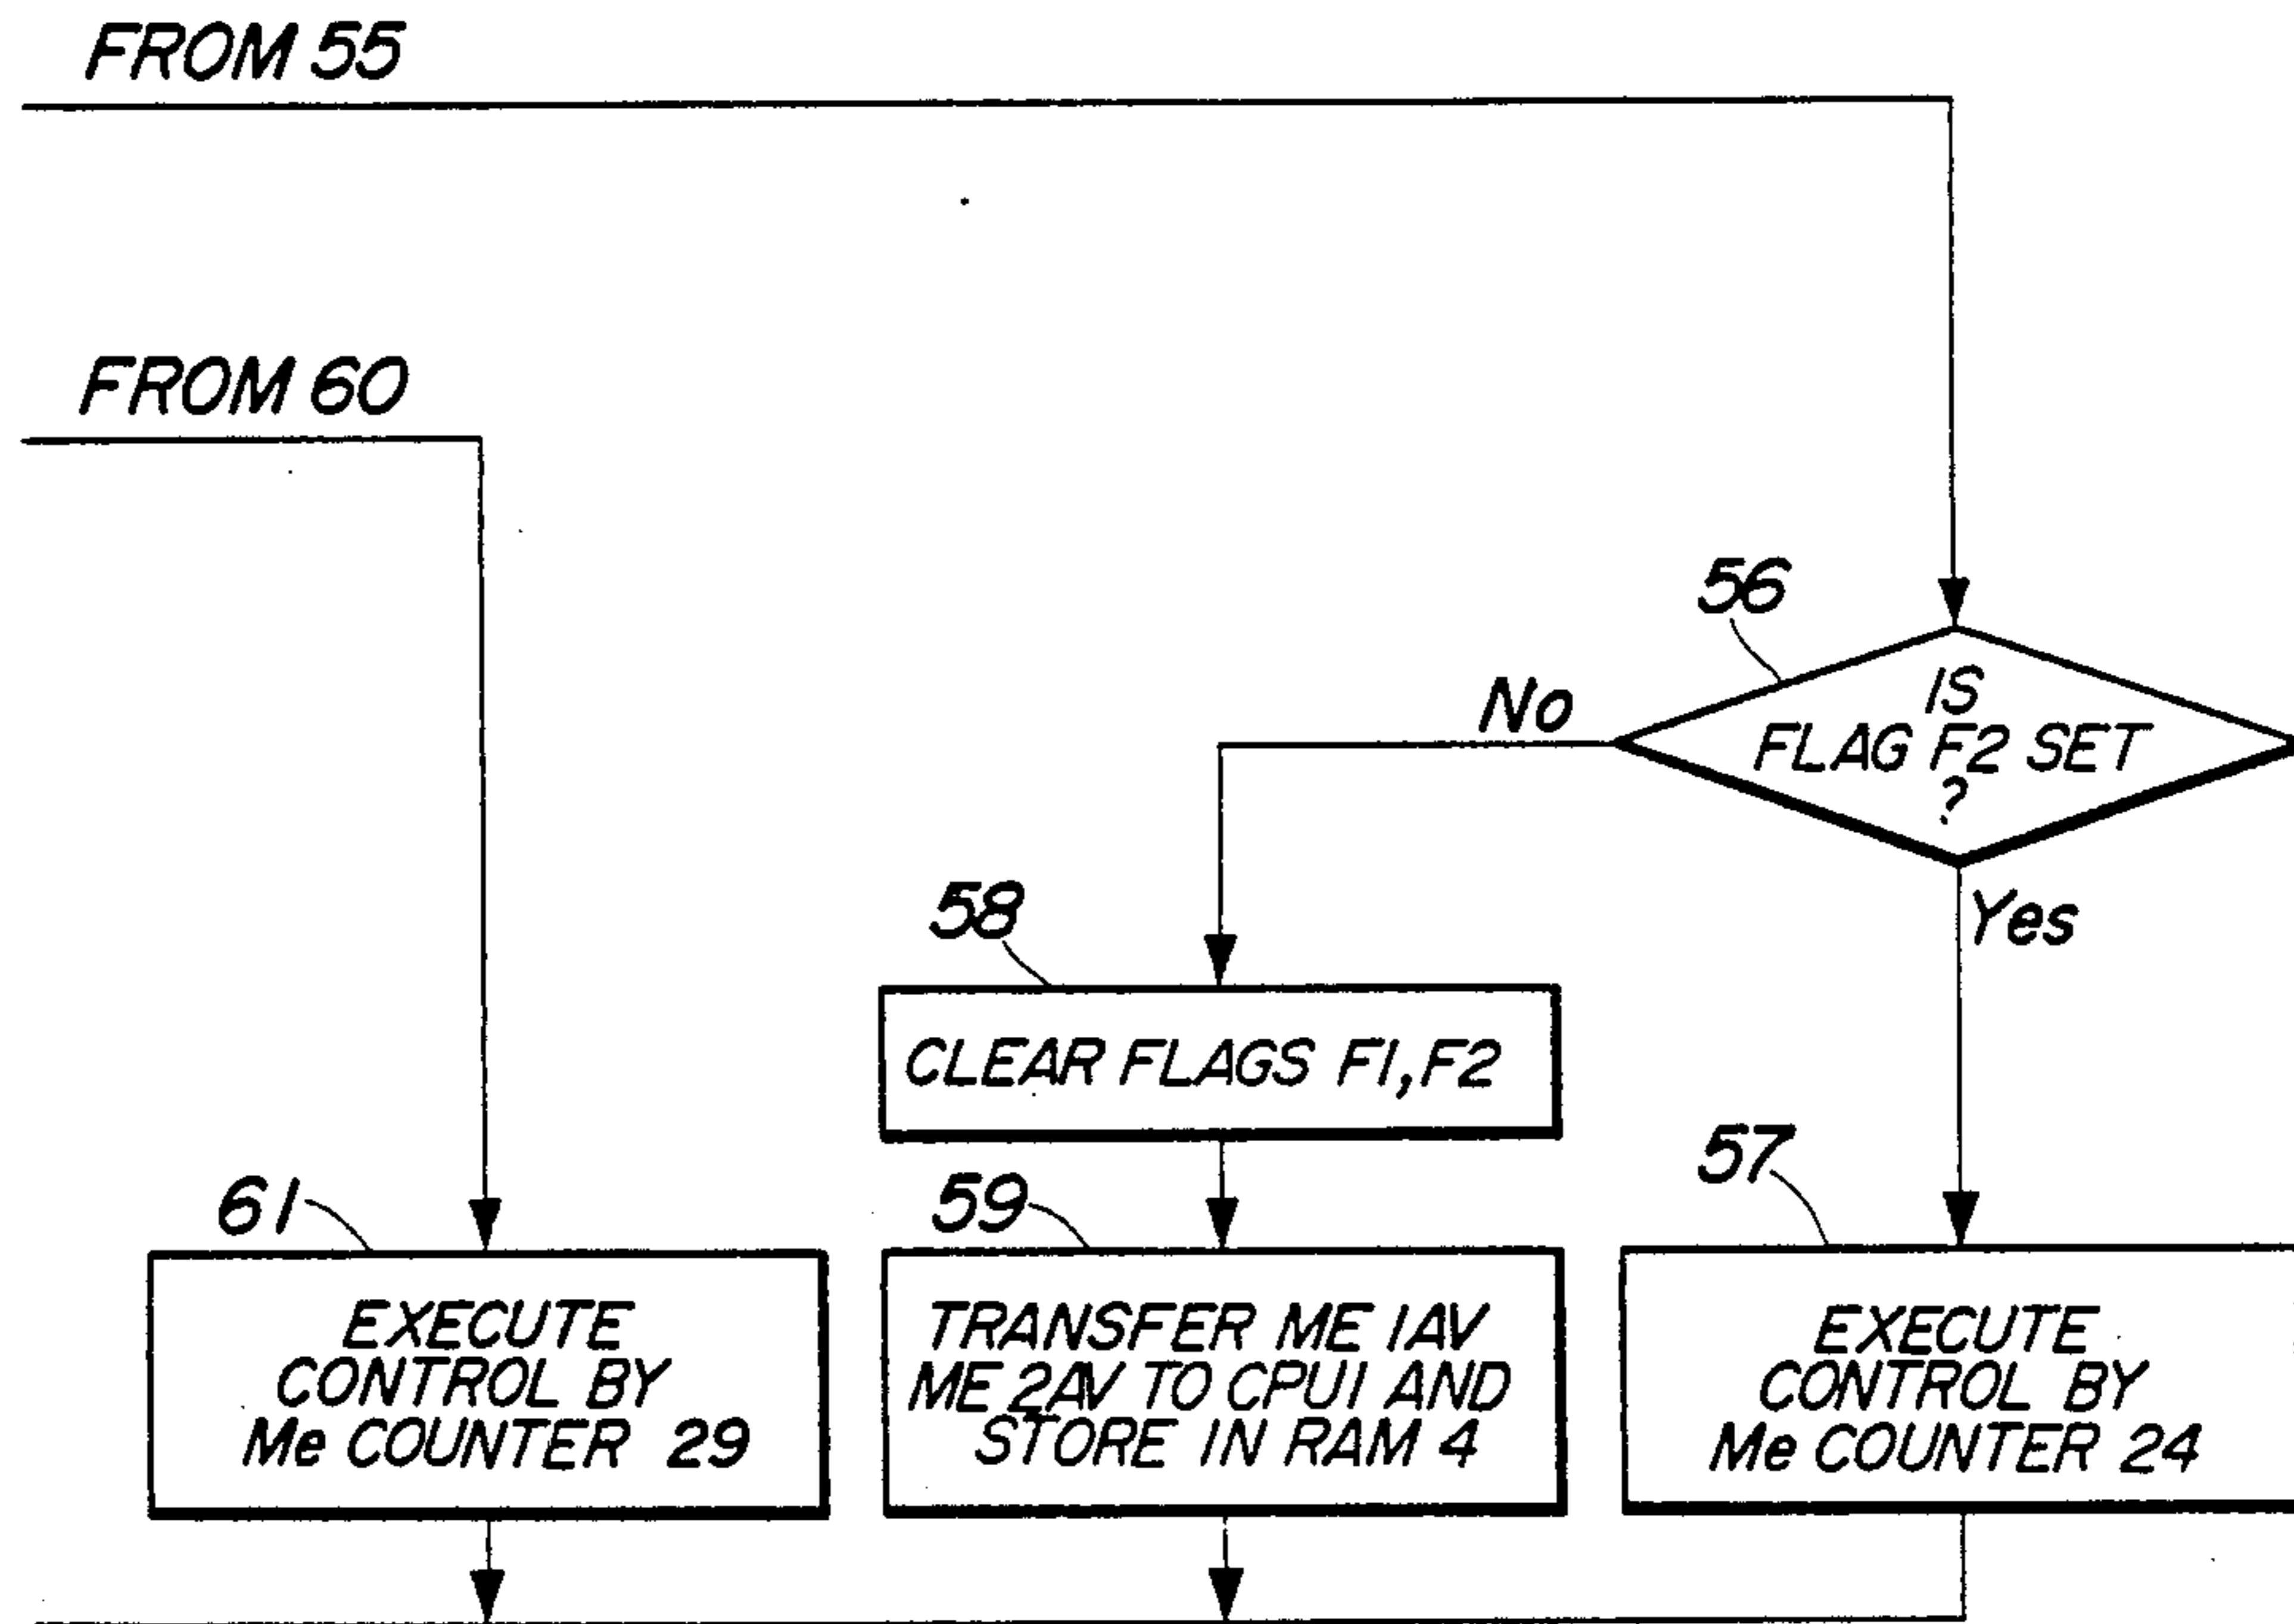 FROM 55
FROM 60
56
IS
FLAG F2 SET
?
No
Yes
58
CLEAR FLAGS F1, F2
61
EXECUTE
CONTROL BY
Me COUNTER 29
59
TRANSFER ME 1AV
ME 2AV TO CPU1 AND
STORE IN RAM 4
57
EXECUTE
CONTROL BY
Me COUNTER 24